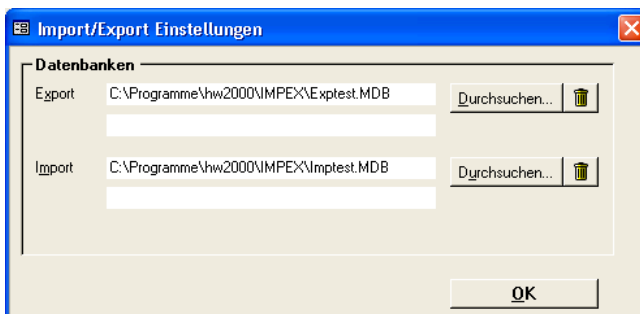 Import/Export Einstellungen
Datenbanken
Export C:\Programme\hw2000\IMPEX\Exptest.MDB Durchsuchen...
Import C:\Programme\hw2000\IMPEX\Imptest.MDB Durchsuchen...
OK